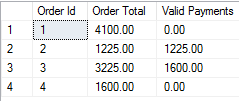 Order Id Order Total Valid Payments
1 1 4100.00 0.00
2 2 1225.00 1225.00
3 3 3225.00 1600.00
4 4 1600.00 0.00